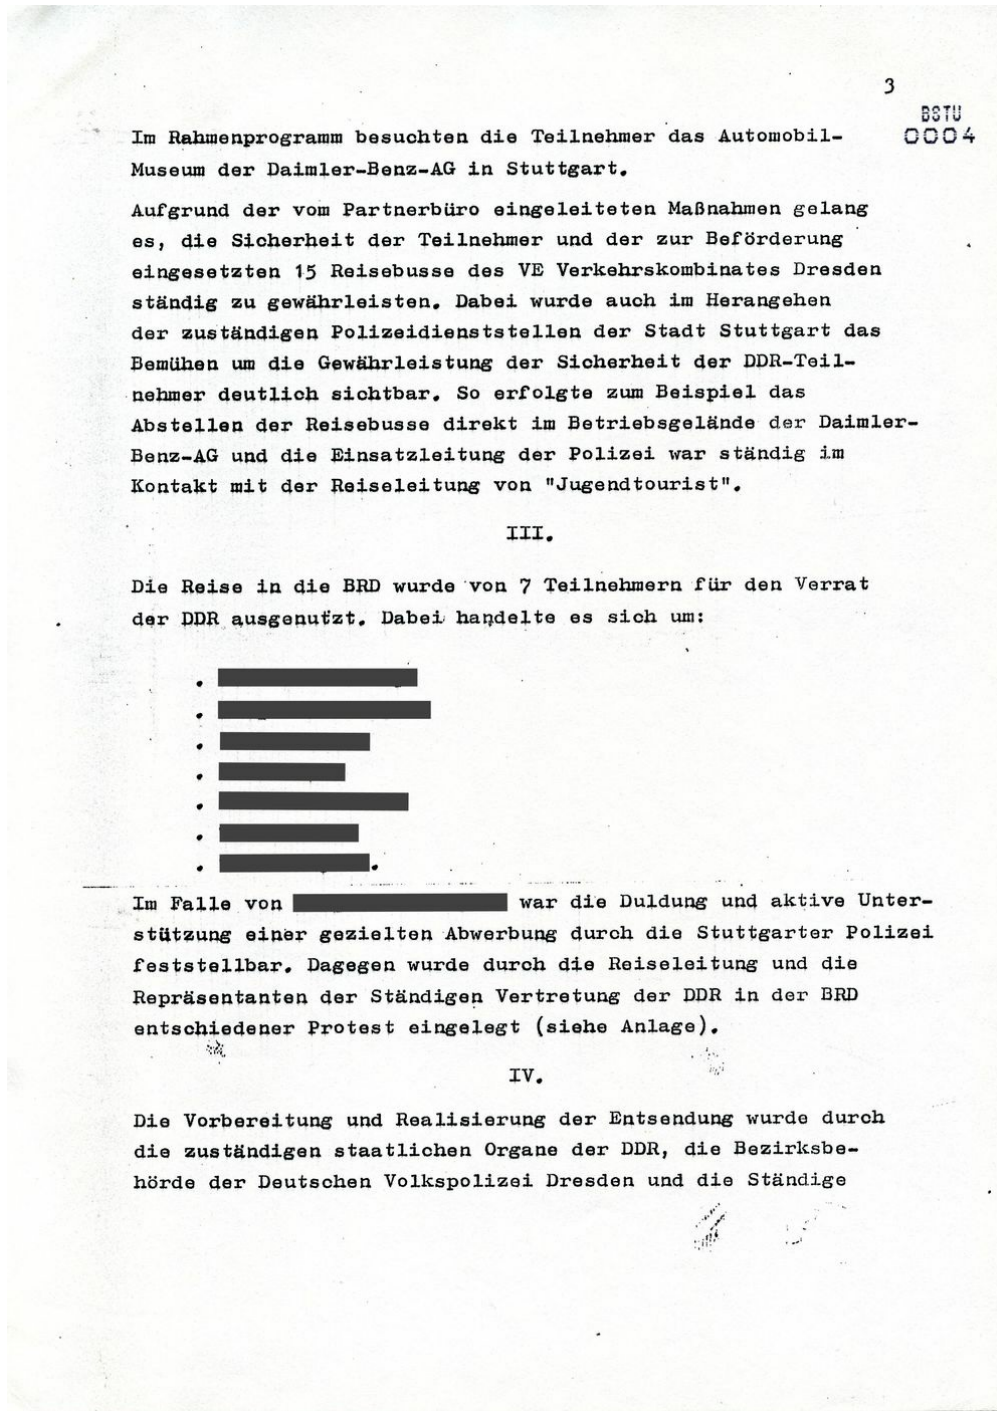 3
BSTU
0004
Im Rahmenprogramm besuchten die Teilnehmer das Automobil-
Museum der Daimler-Benz-AG in Stuttgart.
Aufgrund der vom Partnerbüro eingeleiteten Maßnahmen gelang
es, die Sicherheit der Teilnehmer und der zur Beförderung
eingesetzten 15 Reisebusse des VE Verkehrskombinates Dresden
ständig zu gewährleisten. Dabei wurde auch im Herangehen
der zuständigen Polizeidienststellen der Stadt Stuttgart das
Bemühen um die Gewährleistung der Sicherheit der DDR-Teil-
nehmer deutlich sichtbar. So erfolgte zum Beispiel das
Abstellen der Reisebusse direkt im Betriebsgelände der Daimler-
Benz-AG und die Einsatzleitung der Polizei war ständig im
Kontakt mit der Reiseleitung von "Jugendtourist".
III.
Die Reise in die BRD wurde von 7 Teilnehmern für den Verrat
der DDR ausgenutzt. Dabei handelte es sich um:
.
.
.
.
.
.
. .
Im Falle von war die Duldung und aktive Unter-
stützung einer gezielten Abwerbung durch die Stuttgarter Polizei
feststellbar. Dagegen wurde durch die Reiseleitung und die
Repräsentanten der Ständigen Vertretung der DDR in der BRD
entschiedener Protest eingelegt (siehe Anlage).
IV.
Die Vorbereitung und Realisierung der Entsendung wurde durch
die zuständigen staatlichen Organe der DDR, die Bezirksbe-
hörde der Deutschen Volkspolizei Dresden und die Ständige